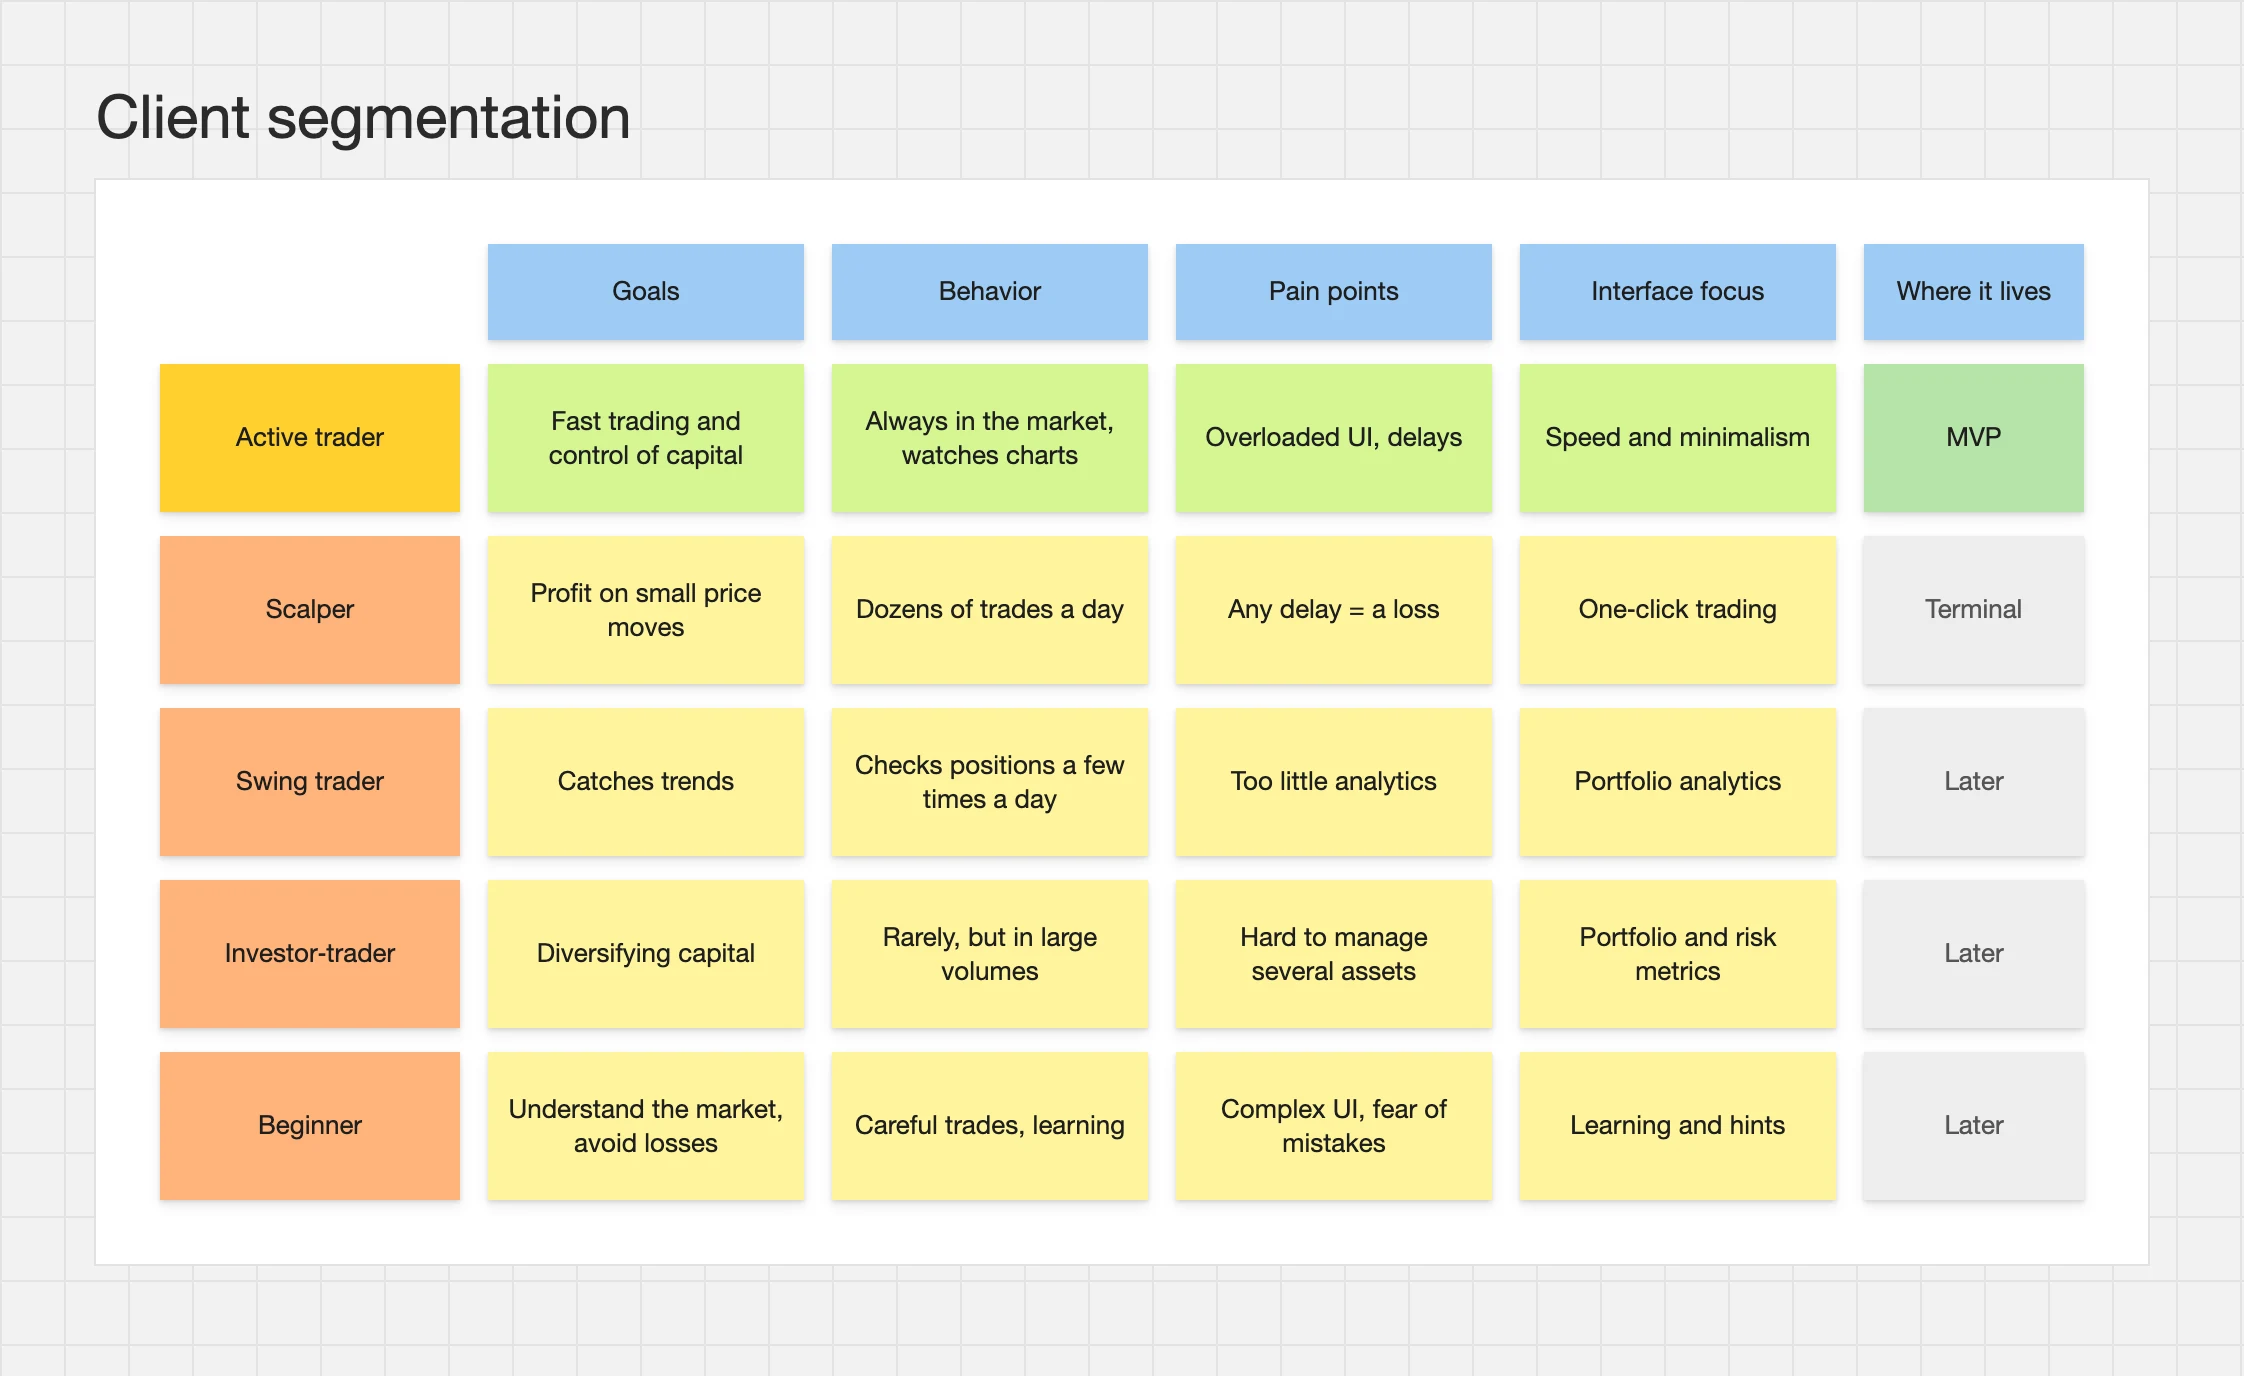 Client segmentation
Goals
Behavior
Pain points
Interface focus
Where it lives
Active trader
Fast trading and
control of capital
Always in the market,
watches charts
Overloaded UI, delays
Speed and minimalism
MVP
Scalper
Profit on small price
moves
Dozens of trades a day
Any delay = a loss
One-click trading
Terminal
Swing trader
Catches trends
Checks positions a few
times a day
Too little analytics
Portfolio analytics
Later
Investor-trader
Diversifying capital
Rarely, but in large
volumes
Hard to manage
several assets
Portfolio and risk
metrics
Later
Beginner
Understand the market,
avoid losses
Careful trades, learning
Complex UI, fear of
mistakes
Learning and hints
Later